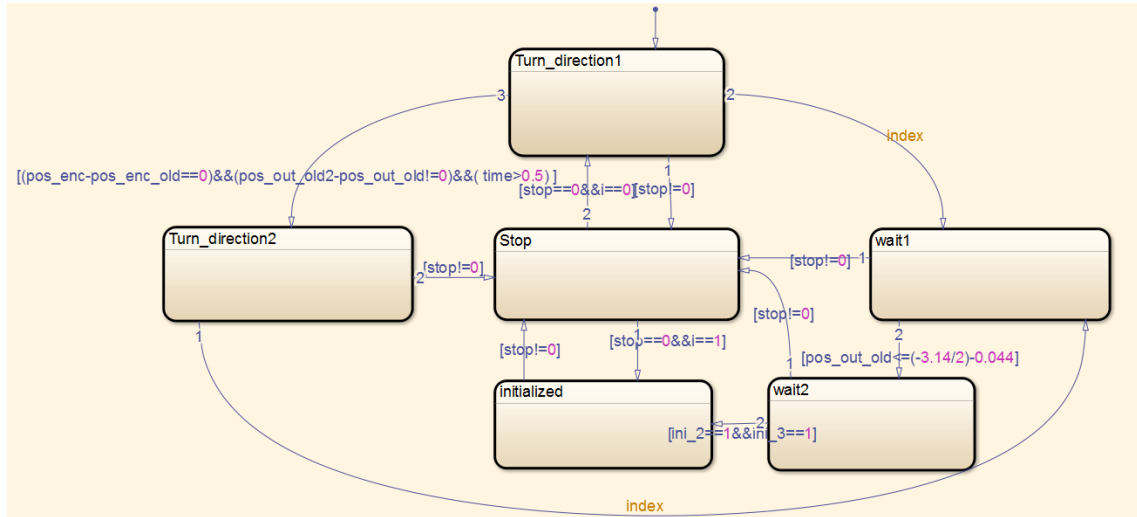 Turn_direction1
3
2
index
[(pos_enc-pos_enc_old==0)&&(pos_out_old2-pos_out_old!=0)&&( time>0.5) ]
1
[stop==0&&i==0]
[stop!=0]
2
Turn_direction2
Stop
wait1
2
[stop!=0]
1
[stop!=0]
1
[stop!=0]
1
[stop==0&&i==1]
[stop!=0]
2
[pos_out_old<=(-3.14/2)-0.044]
1
initialized
wait2
2
[ini_2==1&&ini_3==1]
index